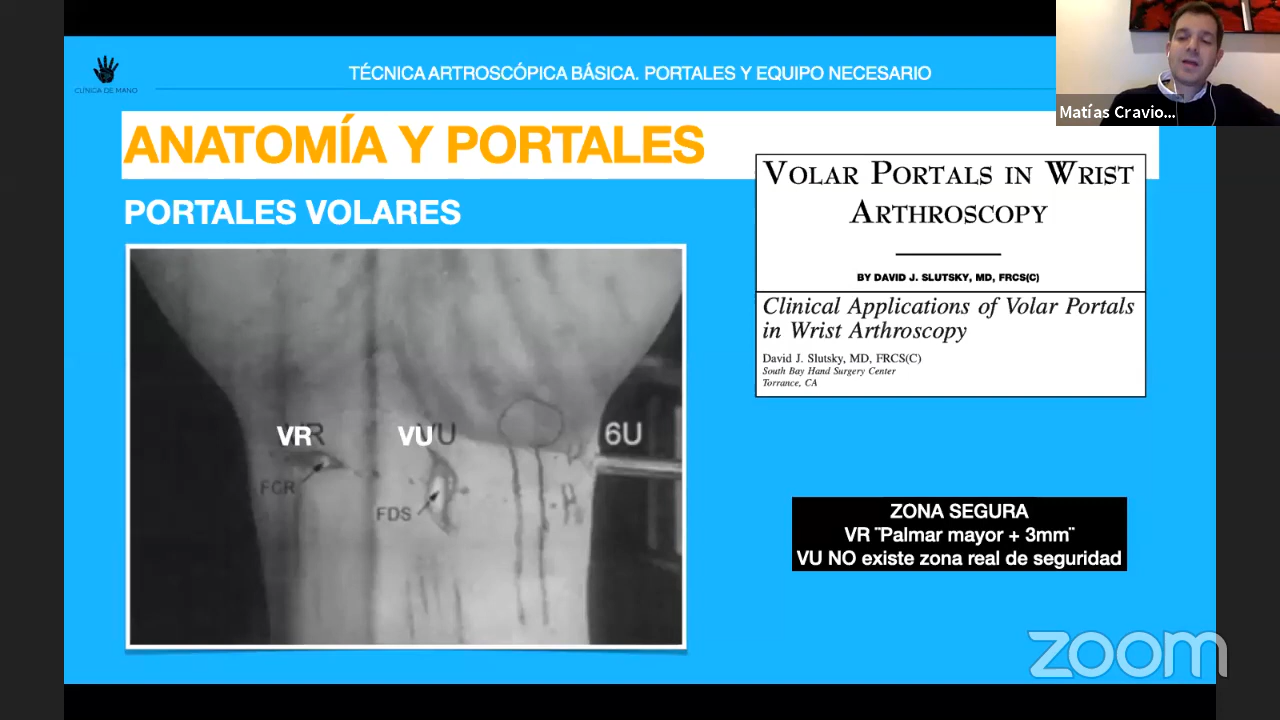 CLÍNICA DE MANO
TÉCNICA ARTROSCÓPICA BÁSICA. PORTALES Y EQUIPO NECESARIO
Matías Cravio...
ANATOMÍA Y PORTALES
PORTALES VOLARES
VOLAR PORTALS IN WRIST
ARTHROSCOPY
BY DAVID J. SLUTSKY, MD, FRCS(C)
Clinical Applications of Volar Portals
in Wrist Arthroscopy
David J. Slutsky, MD, FRCS(C)
South Bay Hand Surgery Center
Torrance, CA
VR
VU
6U
FCR
FDS
ZONA SEGURA
VR ¨Palmar mayor + 3mm¨
VU NO existe zona real de seguridad
zoom